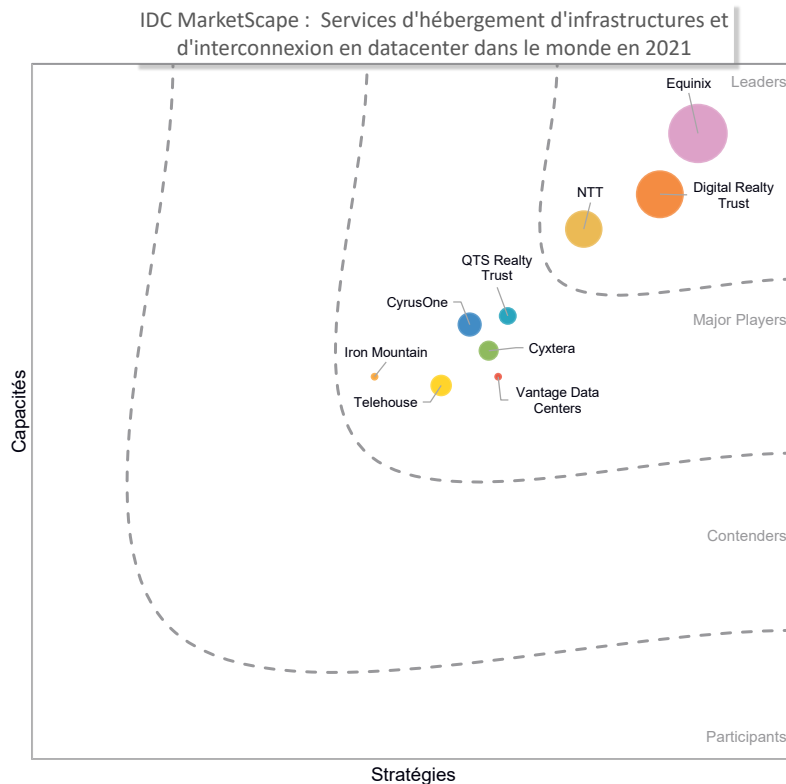 IDC MarketScape :  Services d'hébergement d'infrastructures et
d'interconnexion en datacenter dans le monde en 2021
Leaders
Equinix
Digital Realty
Trust
NTT
QTS Realty
Trust
CyrusOne
Major Players
Iron Mountain
Cyxtera
Telehouse
Vantage Data
Centers
Capacités
Contenders
Participants
Stratégies